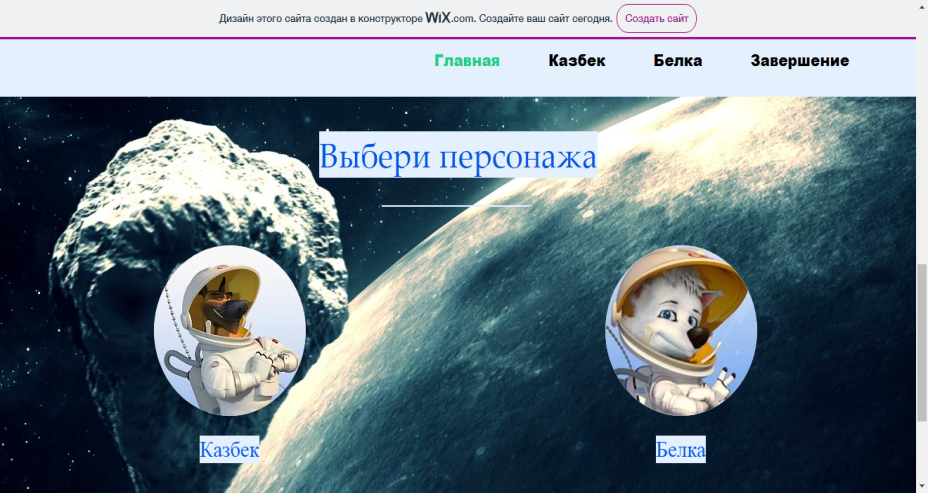 Дизайн этого сайта создан в конструкторе WiX.com. Создайте ваш сайт сегодня. Создать сайт
Главная Казбек Белка Завершение
Выбери персонажа
Казбек Белка